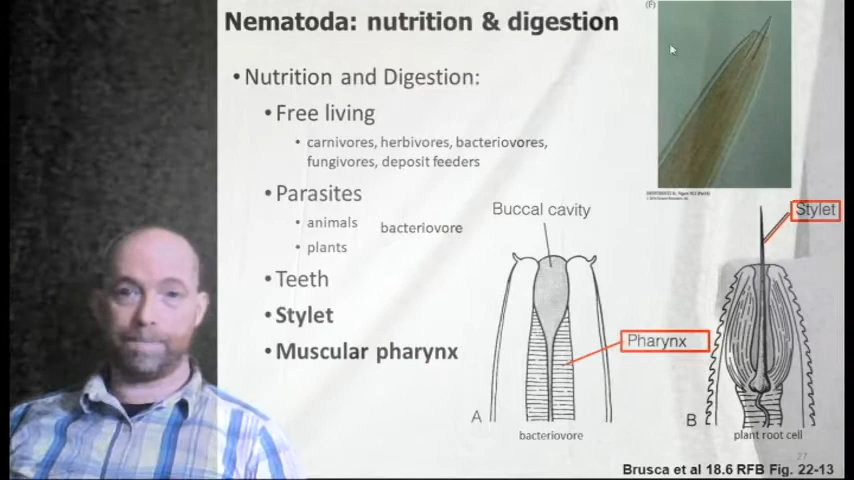 Nematoda: nutrition & digestion
(F)
• Nutrition and Digestion:
• Free living
• carnivores, herbivores, bacteriovores,
fungivores, deposit feeders
• Parasites
• animals
bacteriovore
• plants
• Teeth
• Stylet
• Muscular pharynx
Buccal cavity
Stylet
Pharynx
A
B
bacteriovore
plant root cell
27
Brusca et al 18.6 RFB Fig. 22-13